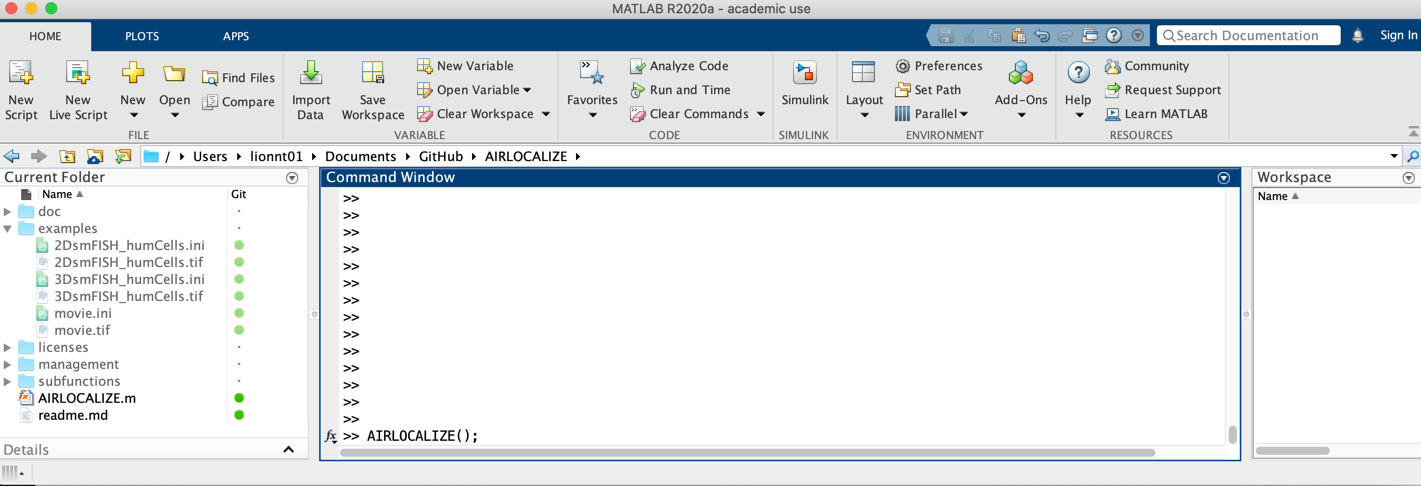 MATLAB R2020a - academic use
HOME PLOTS APPS Search Documentation Sign In
New Script
New Live Script
New
Open
Find Files
Compare
FILE
Import Data
Save Workspace
New Variable
Open Variable
Clear Workspace
VARIABLE
Favorites
Analyze Code
Run and Time
Clear Commands
CODE
Simulink
SIMULINK
Layout
Preferences
Set Path
Parallel
Add-Ons
ENVIRONMENT
Help
Community
Request Support
Learn MATLAB
RESOURCES
/ Users lionnt01 Documents GitHub AIRLOCALIZE
Current Folder
Name Git
doc
examples
2DsmFISH_humCells.ini
2DsmFISH_humCells.tif
3DsmFISH_humCells.ini
3DsmFISH_humCells.tif
movie.ini
movie.tif
licenses
management
subfunctions
AIRLOCALIZE.m
readme.md
Details
Command Window
>>
>>
>>
>>
>>
>>
>>
>>
>>
>>
>>
>>
>>
>>
fx >> AIRLOCALIZE();
Workspace
Name